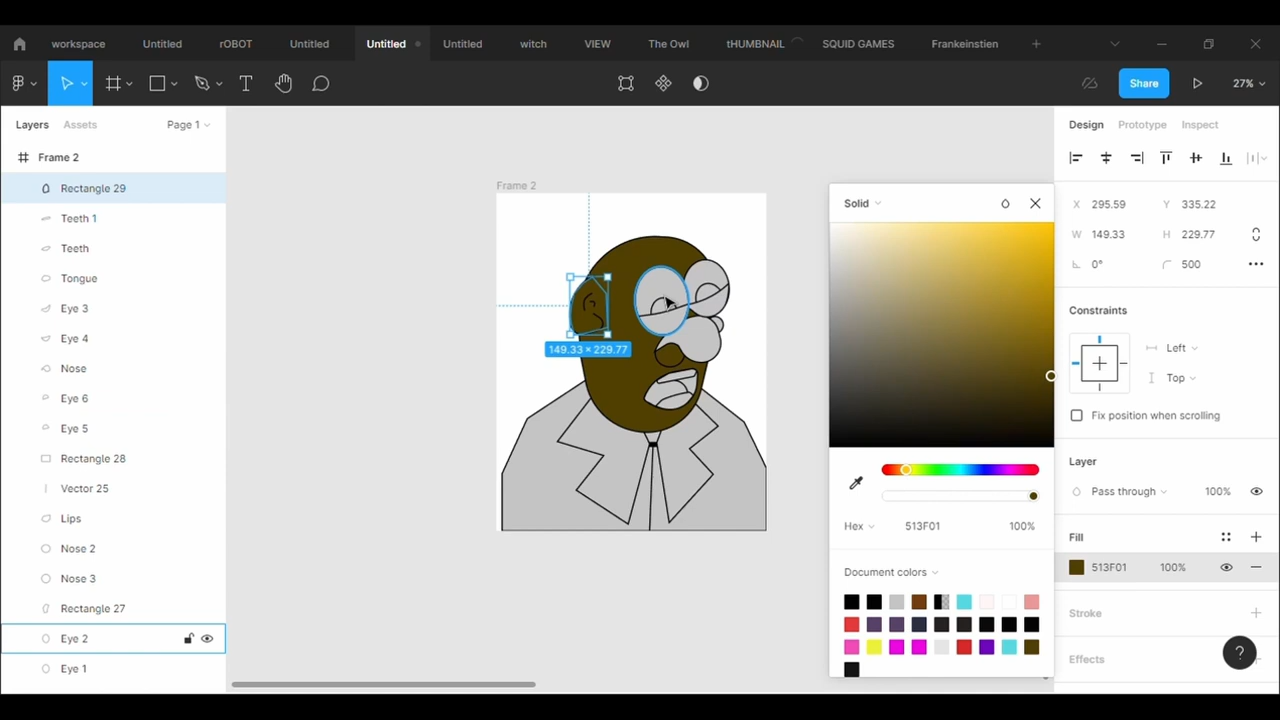 workspace Untitled rOBOT Untitled Untitled Untitled witch VIEW The Owl tHUMBNAIL SQUID GAMES Frankeinstien
Share 27%
Layers Assets Page 1
Frame 2
Rectangle 29
Teeth 1
Teeth
Tongue
Eye 3
Eye 4
Nose
Eye 6
Eye 5
Rectangle 28
Vector 25
Lips
Nose 2
Nose 3
Rectangle 27
Eye 2
Eye 1
Frame 2
149.33 × 229.77
Solid
Hex 513F01 100%
Document colors
Design Prototype Inspect
X 295.59 Y 335.22
W 149.33 H 229.77
0° 500
Constraints
Left
Top
Fix position when scrolling
Layer
Pass through 100%
Fill
513F01 100%
Stroke
Effects
?